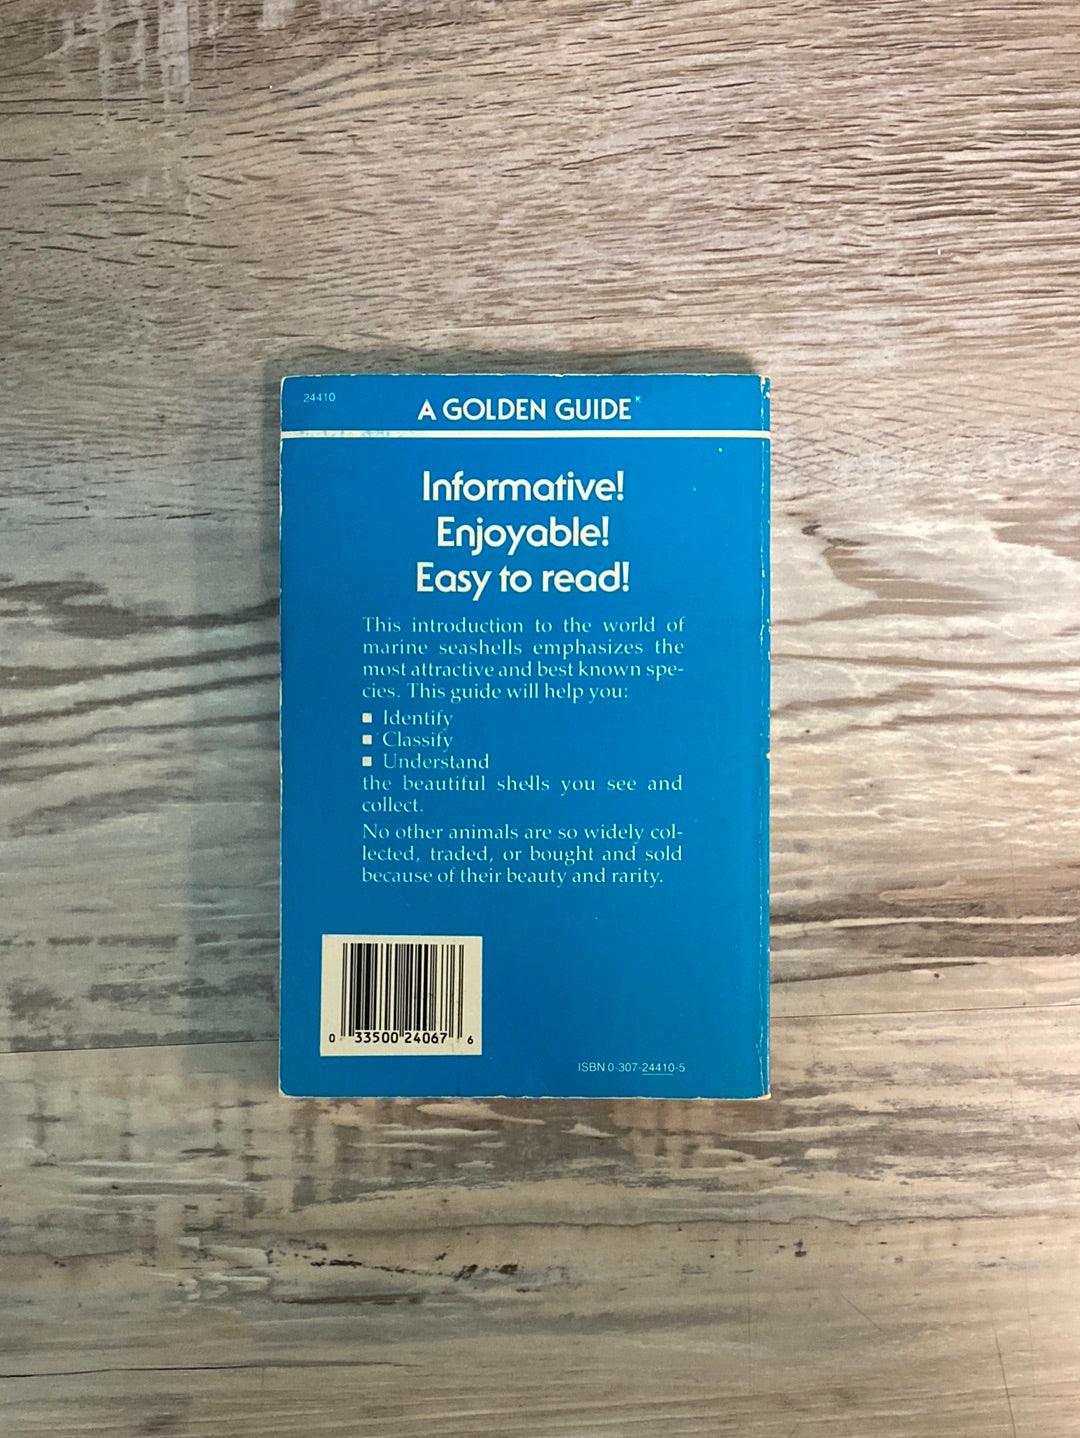 24410
A GOLDEN GUIDE®
Informative!
Enjoyable!
Easy to read!
This introduction to the world of
marine seashells emphasizes the
most attractive and best known spe-
cies. This guide will help you:
■ Identify
■ Classify
■ Understand
the beautiful shells you see and
collect.
No other animals are so widely col-
lected, traded, or bought and sold
because of their beauty and rarity.
0 33500 24067 6
ISBN 0-307-24410-5